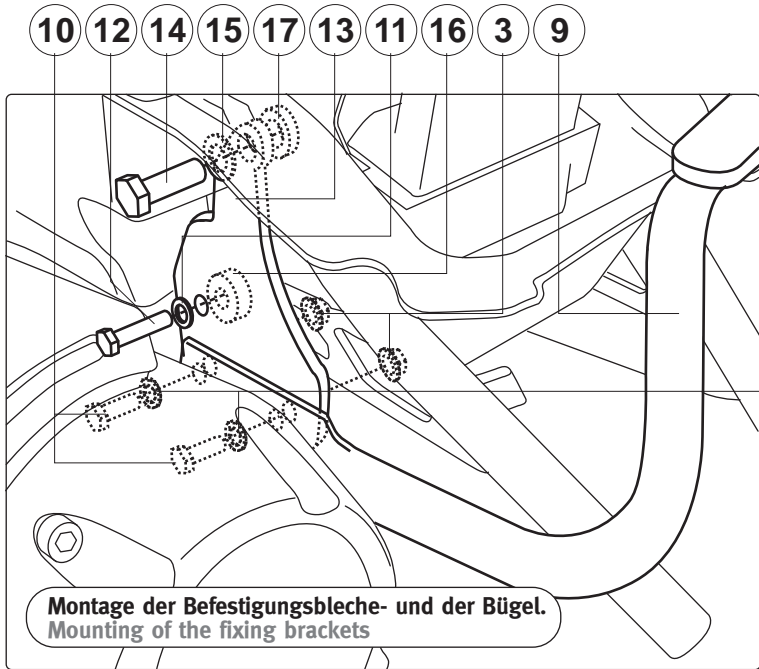 10 12 14 15 17 13 11 16 3 9
Montage der Befestigungsbleche- und der Bügel.
Mounting of the fixing brackets